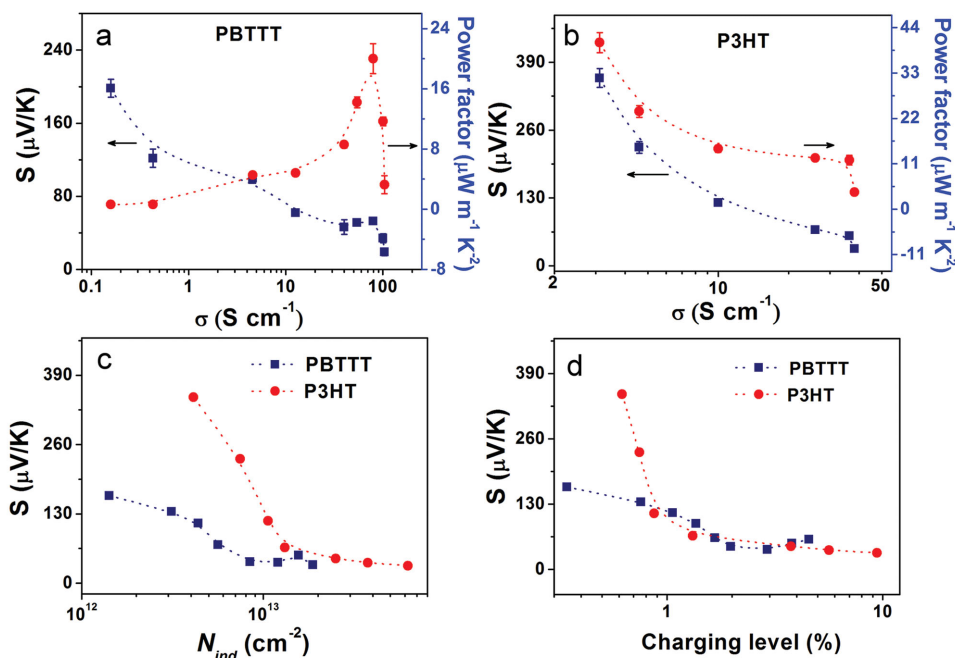 a
PBTTT
S (μV/K)
240
160
80
0
16
8
0
-8
Power factor (μW m⁻¹ K⁻²)
0.1
1
10
100
σ (S cm⁻¹)
b
P3HT
S (μV/K)
390
260
130
0
44
33
22
11
0
-11
Power factor (μW m⁻¹ K⁻²)
2
10
50
σ (S cm⁻¹)
c
PBTTT
P3HT
S (μV/K)
390
260
130
0
10¹²
10¹³
N_ind (cm⁻²)
d
PBTTT
P3HT
S (μV/K)
390
260
130
0
1
10
Charging level (%)